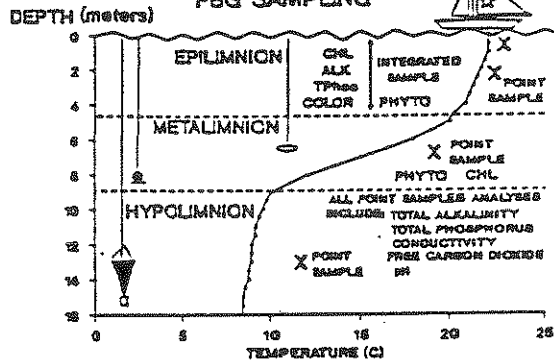 FBG SAMPLING
DEPTH (meters)
0
2
4
6
8
10
12
14
16
EPILIMNION
CHL
ALK
TPhos
COLOR
INTEGRATED
SAMPLE
PHYTO
POINT
SAMPLE
METALIMNION
POINT
SAMPLE
PHYTO CHL
HYPOLIMNION
ALL POINT SAMPLES ANALYSES
INCLUDE: TOTAL ALKALINITY
TOTAL PHOSPHORUS
CONDUCTIVITY
FREE CARBON DIOXIDE
pH
POINT
SAMPLE
0 5 10 15 20 25
TEMPERATURE (C)